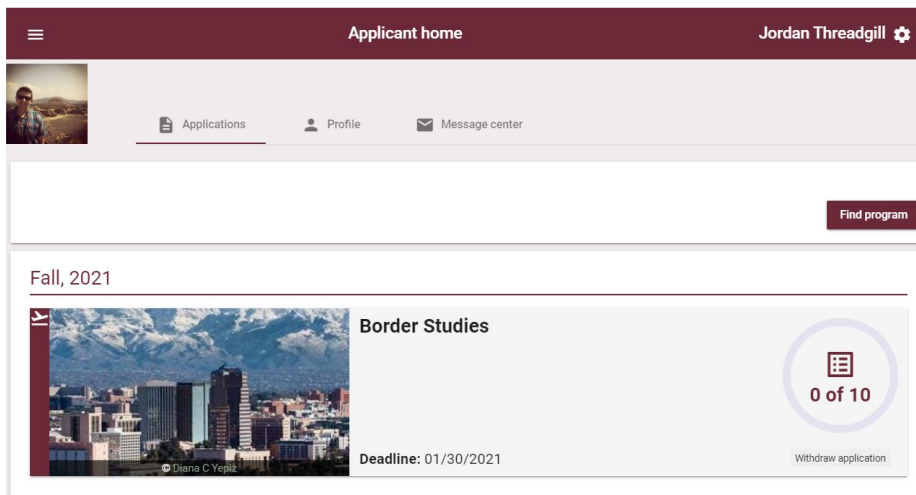 Applicant home
Jordan Threadgill
Applications
Profile
Message center
Find program
Fall, 2021
Border Studies
0 of 10
© Diana C Yepiz
Deadline: 01/30/2021
Withdraw application